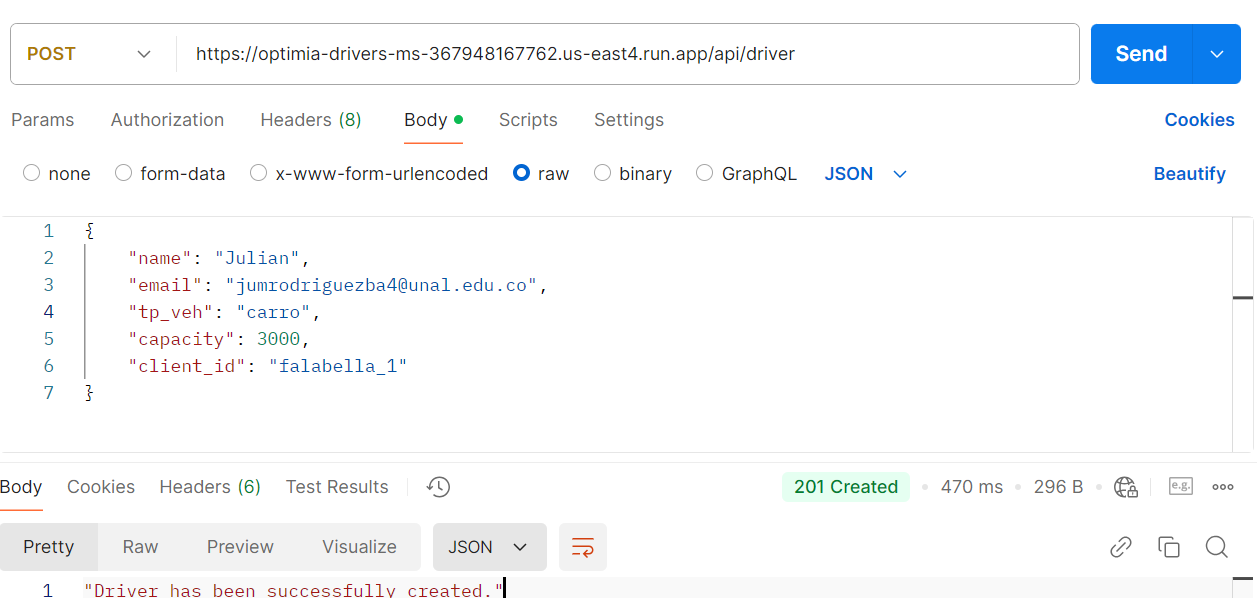 POST https://optimia-drivers-ms-367948167762.us-east4.run.app/api/driver Send
Params Authorization Headers (8) Body Scripts Settings Cookies
none form-data x-www-form-urlencoded raw binary GraphQL JSON Beautify
1 {
2 "name": "Julian",
3 "email": "jumrodriguezba4@unal.edu.co",
4 "tp_veh": "carro",
5 "capacity": 3000,
6 "client_id": "falabella_1"
7 }
Body Cookies Headers (6) Test Results 201 Created 470 ms 296 B e.g.
Pretty Raw Preview Visualize JSON
1 "Driver has been successfully created."